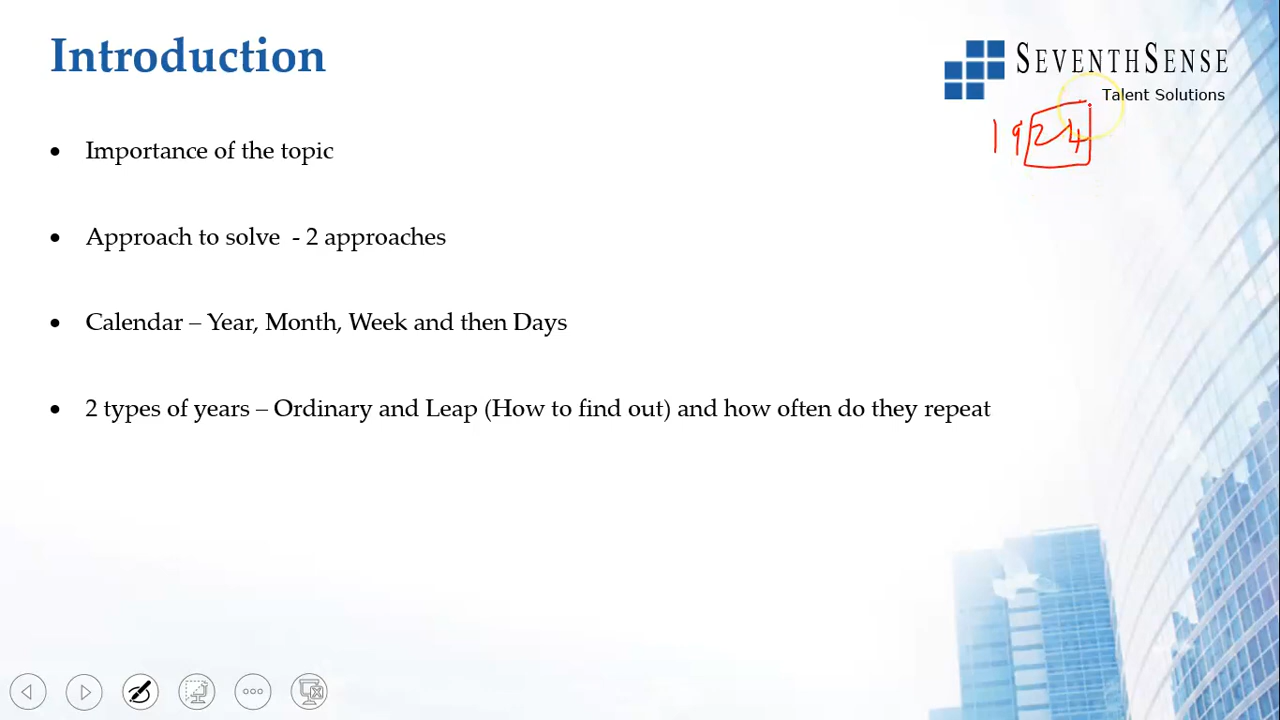 Introduction
SEVENTHSENSE
Talent Solutions
1924
• Importance of the topic
• Approach to solve - 2 approaches
• Calendar – Year, Month, Week and then Days
• 2 types of years – Ordinary and Leap (How to find out) and how often do they repeat